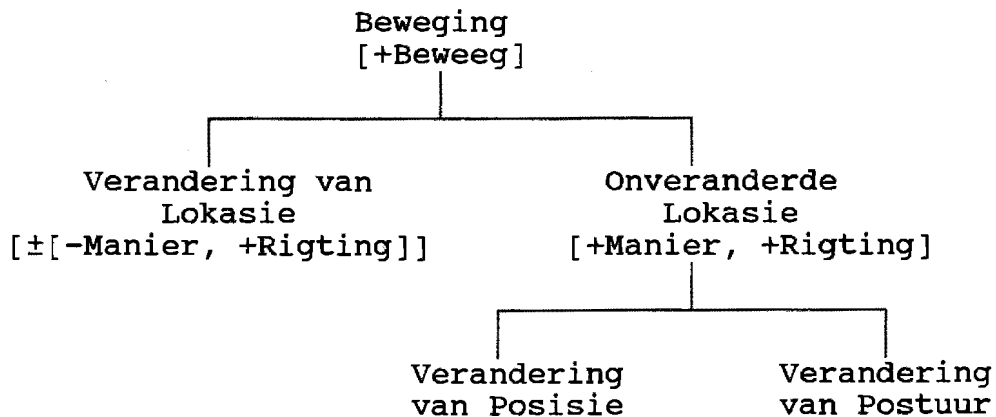 Beweging
[+Beweeg]
Verandering van
Lokasie
[±[-Manier, +Rigting]]
Onveranderde
Lokasie
[+Manier, +Rigting]
Verandering
van Posisie
Verandering
van Postuur